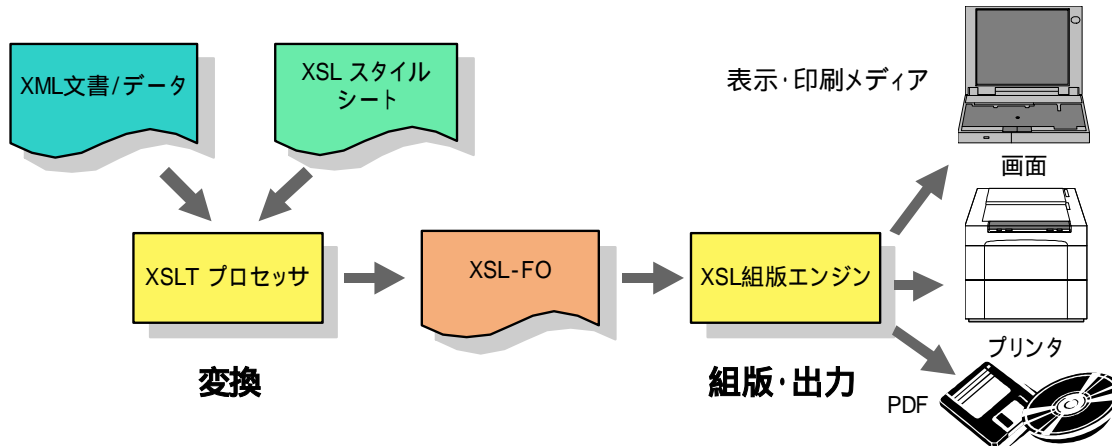 XML文書/データ
XSL スタイル
シート
表示・印刷メディア
画面
XSLT プロセッサ
XSL-FO
XSL組版エンジン
プリンタ
変換
組版・出力
PDF